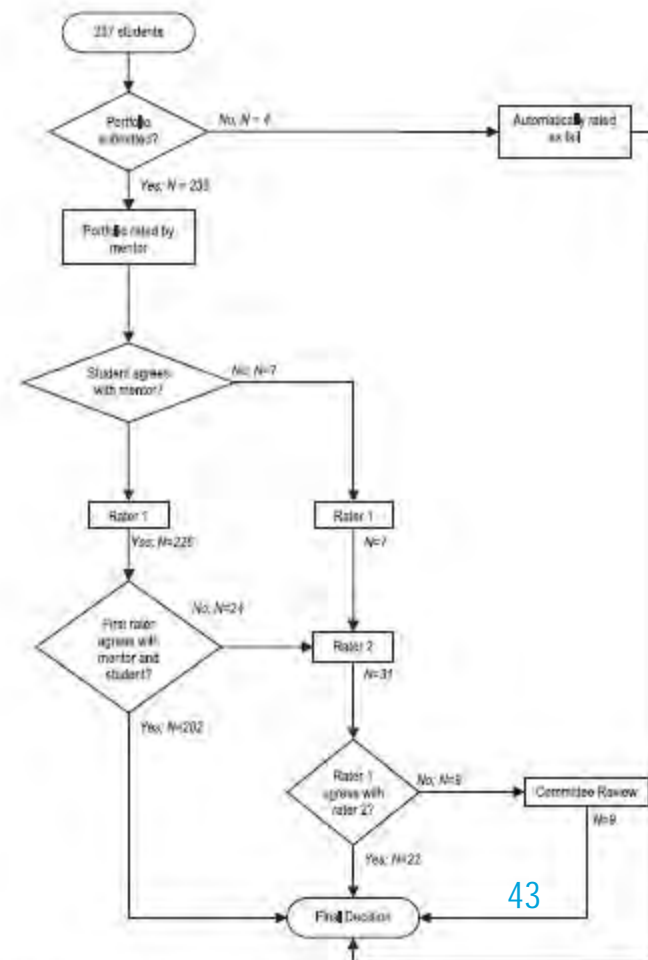 237 students
Portfolio
submitted?
No, N = 4
Automatically rated
as fail
Yes; N = 233
Portfolio rated by
mentor
Student agrees
with mentor?
No, N=7
Rater 1
Rater 1
Yes; N=226
N=7
First rater
agrees with
mentor and
student?
No, N=24
Rater 2
N=31
Yes; N=202
Rater 1
agrees with
rater 2?
No; N=9
Committee Review
N=9
Yes; N=22
43
Final Decision